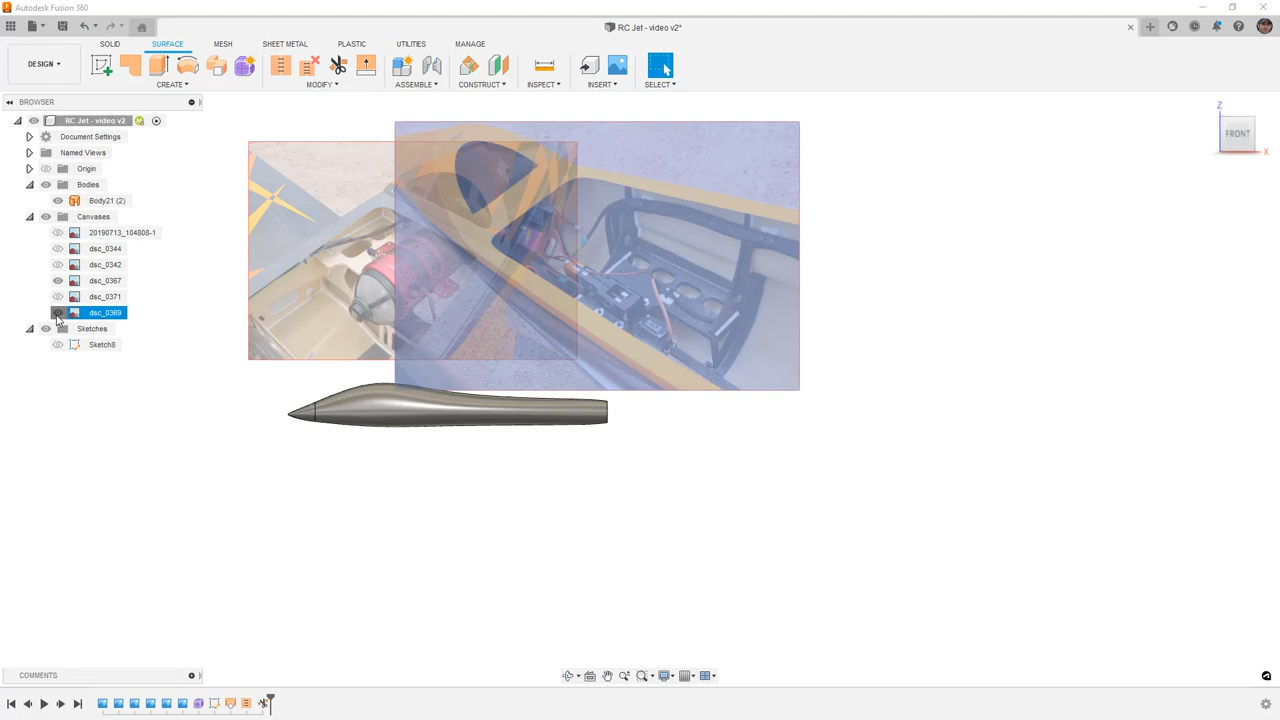 Autodesk Fusion 360
RC Jet - video v2*
DESIGN
SOLID
SURFACE
MESH
SHEET METAL
PLASTIC
UTILITIES
MANAGE
CREATE
MODIFY
ASSEMBLE
CONSTRUCT
INSPECT
INSERT
SELECT
BROWSER
RC Jet - video v2
Document Settings
Named Views
Origin
Bodies
Body21 (2)
Canvases
20190713_104808-1
dsc_0344
dsc_0342
dsc_0367
dsc_0371
dsc_0369
Sketches
Sketch8
Z
FRONT
X
COMMENTS